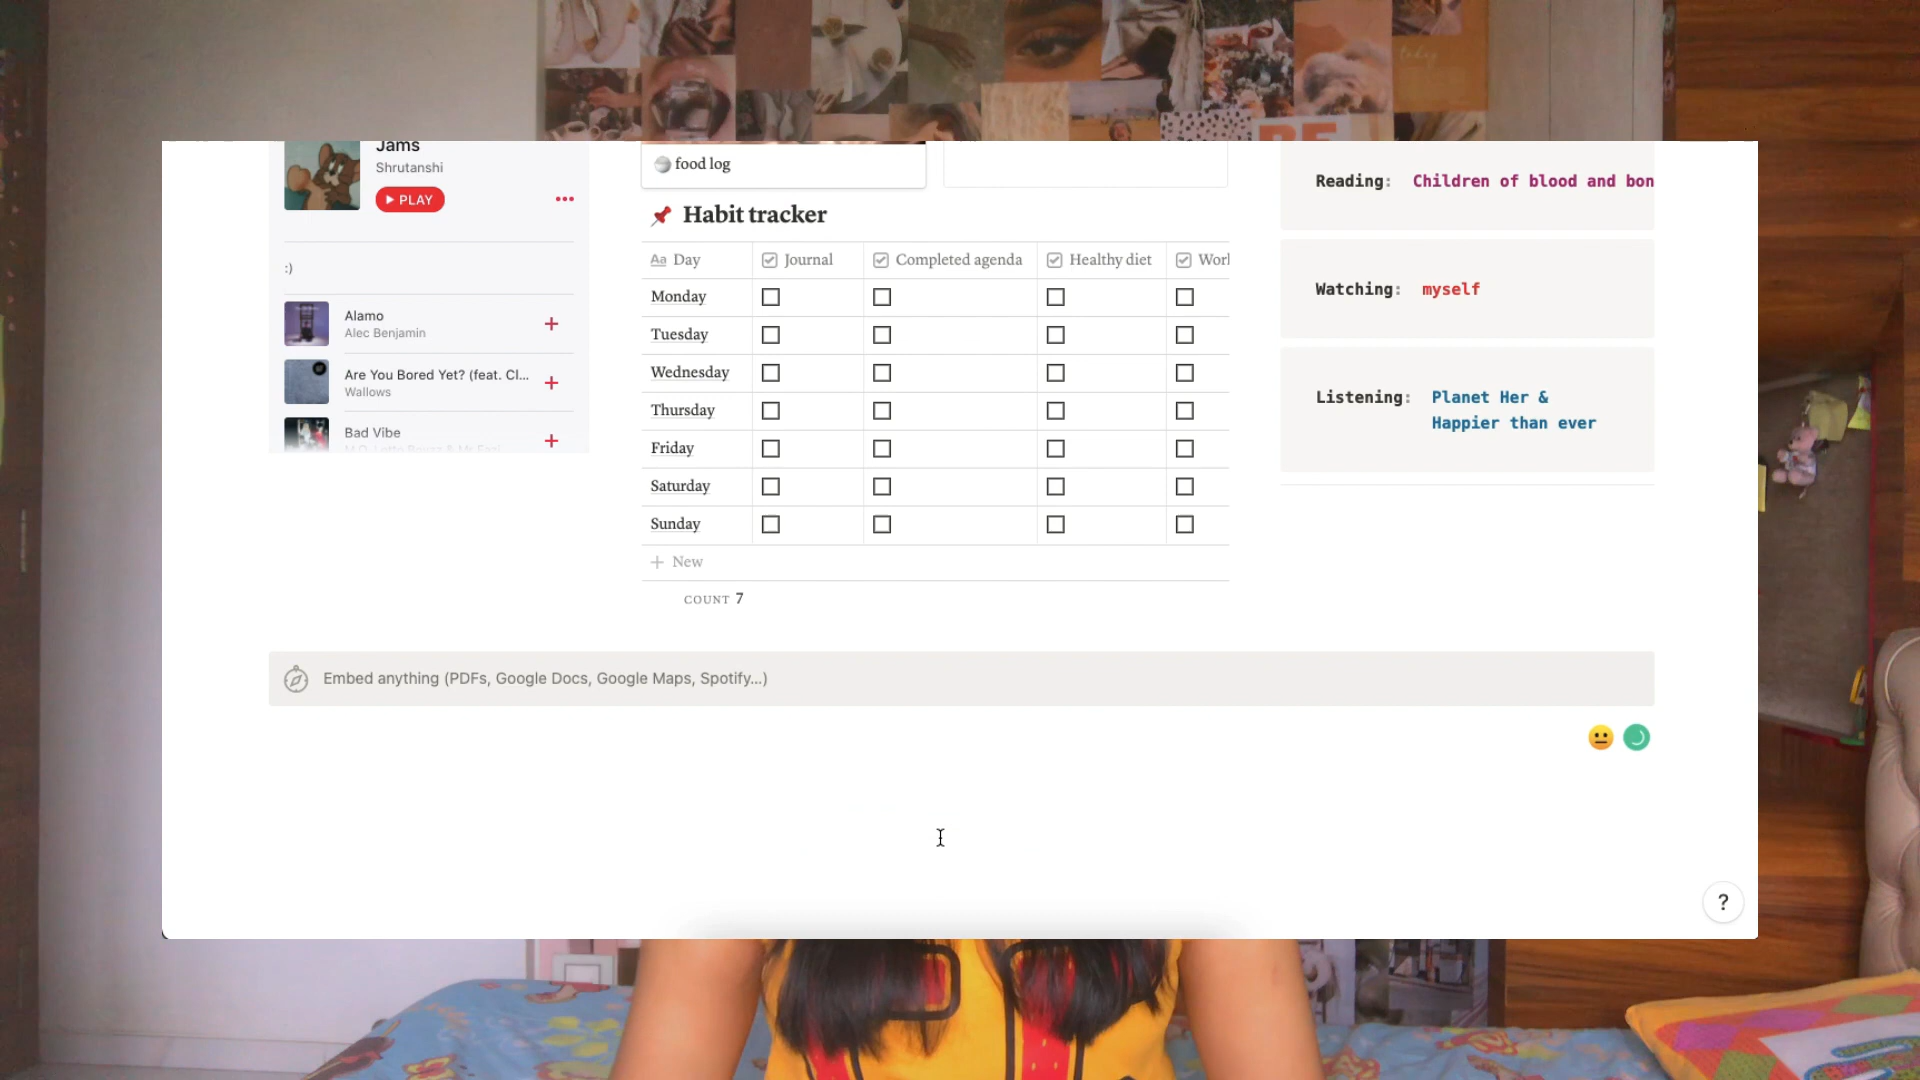 today
BE
Jams
Shrutanshi
PLAY
:)
Alamo
Alec Benjamin
Are You Bored Yet? (feat. Cl...
Wallows
Bad Vibe
food log
Habit tracker
Aa Day Journal Completed agenda Healthy diet Worl
Monday
Tuesday
Wednesday
Thursday
Friday
Saturday
Sunday
+ New
COUNT 7
Reading: Children of blood and bon
Watching: myself
Listening: Planet Her &
Happier than ever
Embed anything (PDFs, Google Docs, Google Maps, Spotify...)
?